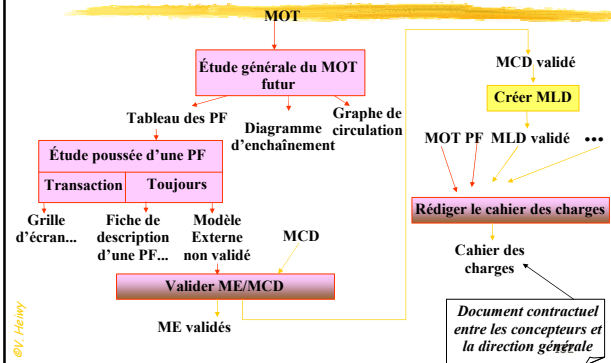 MOT
Étude générale du MOT
futur
Tableau des PF
Diagramme
d'enchaînement
Graphe de
circulation
Étude poussée d'une PF
Transaction
Toujours
Grille
d'écran...
Fiche de
description
d'une PF...
Modèle
Externe
non validé
MCD
Valider ME/MCD
ME validés
MCD validé
Créer MLD
MOT PF
MLD validé
•••
Rédiger le cahier des charges
Cahier des
charges
Document contractuel
entre les concepteurs et
la direction générale
©V. Heiwy